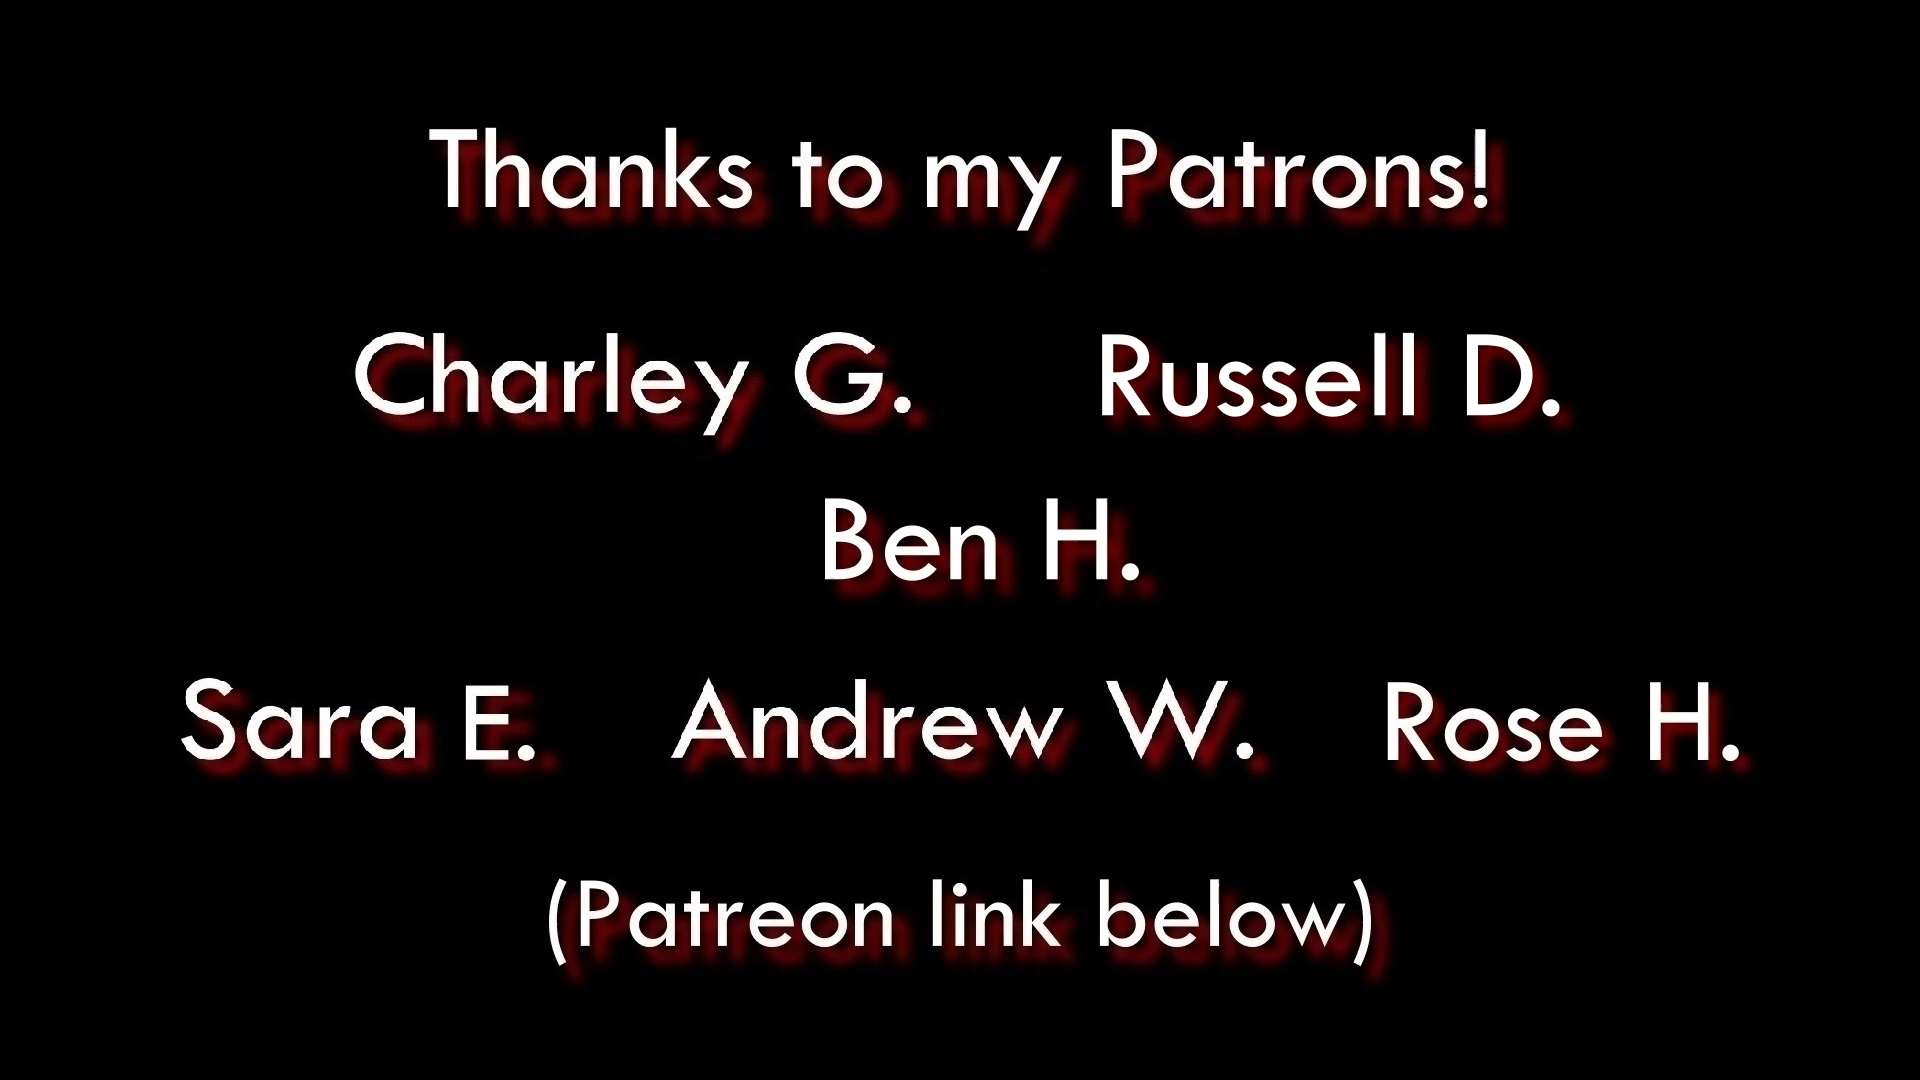 Thanks to my Patrons!
Charley G. Russell D.
Ben H.
Sara E. Andrew W. Rose H.
(Patreon link below)